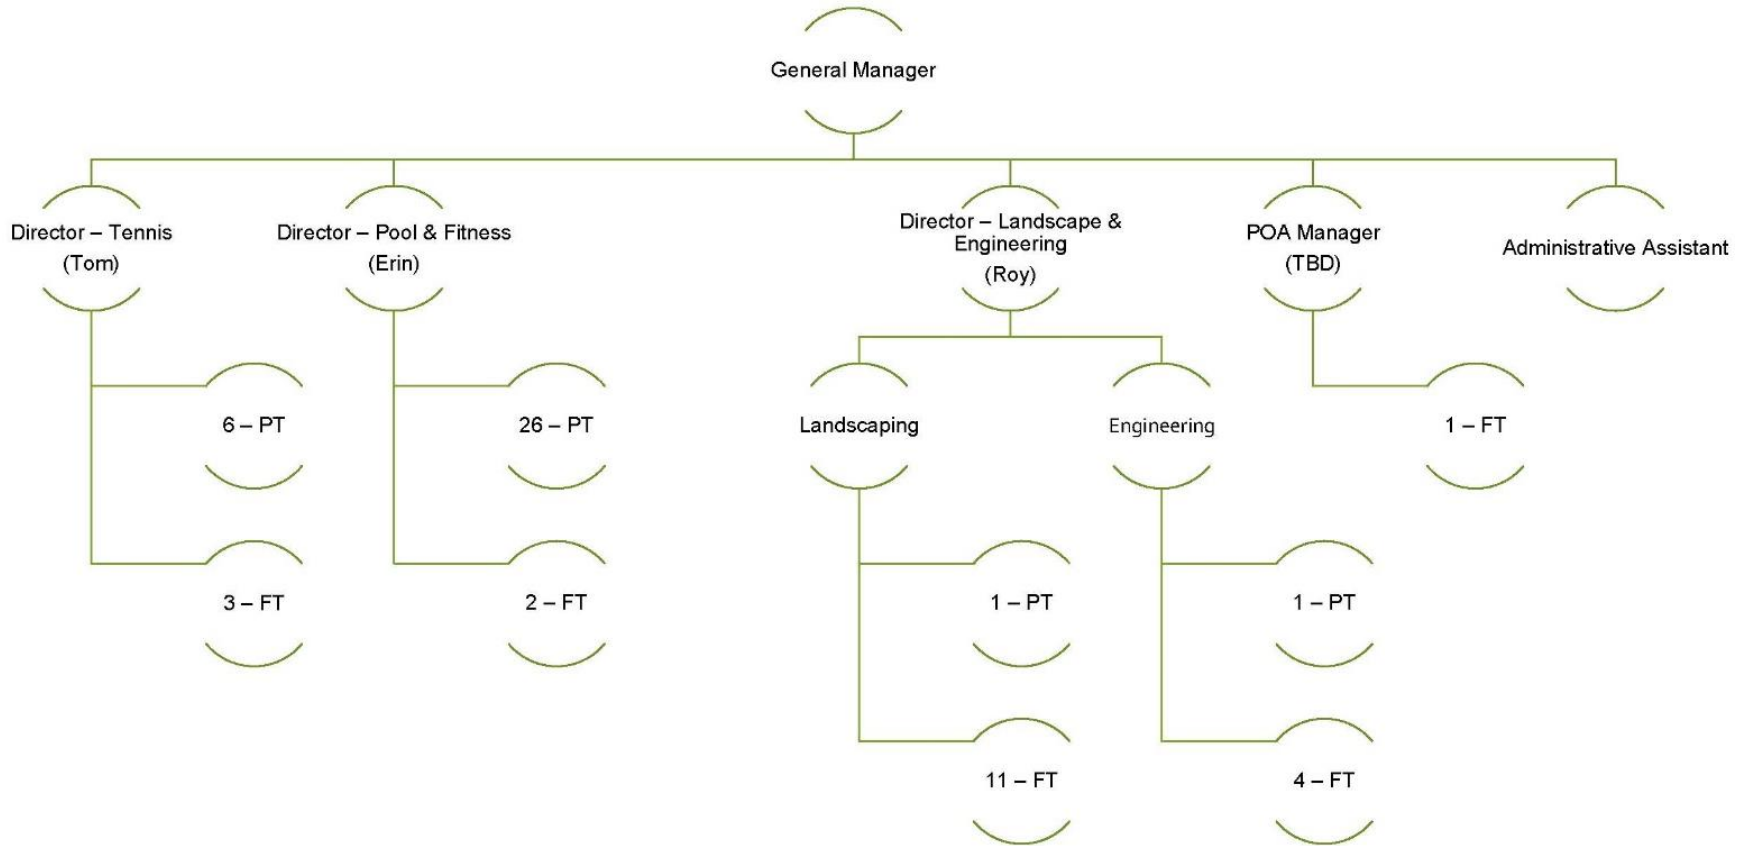 General Manager
Director – Tennis
(Tom)
Director – Pool & Fitness
(Erin)
Director – Landscape &
Engineering
(Roy)
POA Manager
(TBD)
Administrative Assistant
6 – PT
26 – PT
Landscaping
Engineering
1 – FT
3 – FT
2 – FT
1 – PT
1 – PT
11 – FT
4 – FT